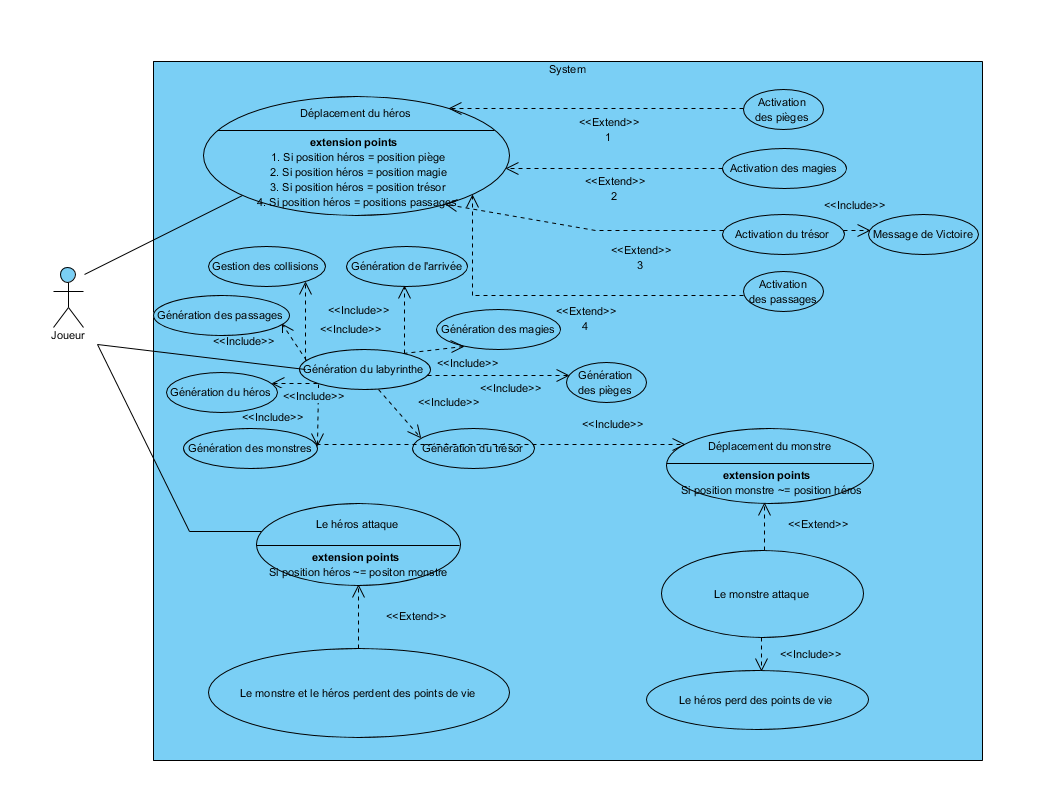 System
Déplacement du héros
extension points
1. Si position héros = position piège
2. Si position héros = position magie
3. Si position héros = position trésor
4. Si position héros = positions passages
Activation
des pièges
<<Extend>>
1
Activation des magies
<<Extend>>
2
<<Include>>
Activation du trésor
Message de Victoire
<<Extend>>
3
Activation
des passages
<<Extend>>
4
Joueur
Gestion des collisions
Génération de l'arrivée
<<Include>>
<<Include>>
Génération des passages
<<Include>>
Génération des magies
<<Include>>
Génération du labyrinthe
Génération
des pièges
<<Include>>
Génération du héros
<<Include>>
<<Include>>
<<Include>>
Génération des monstres
Génération du trésor
<<Include>>
Déplacement du monstre
extension points
Si position monstre ~= position héros
<<Extend>>
Le héros attaque
extension points
Si position héros ~= positon monstre
<<Extend>>
Le monstre attaque
<<Include>>
Le monstre et le héros perdent des points de vie
Le héros perd des points de vie